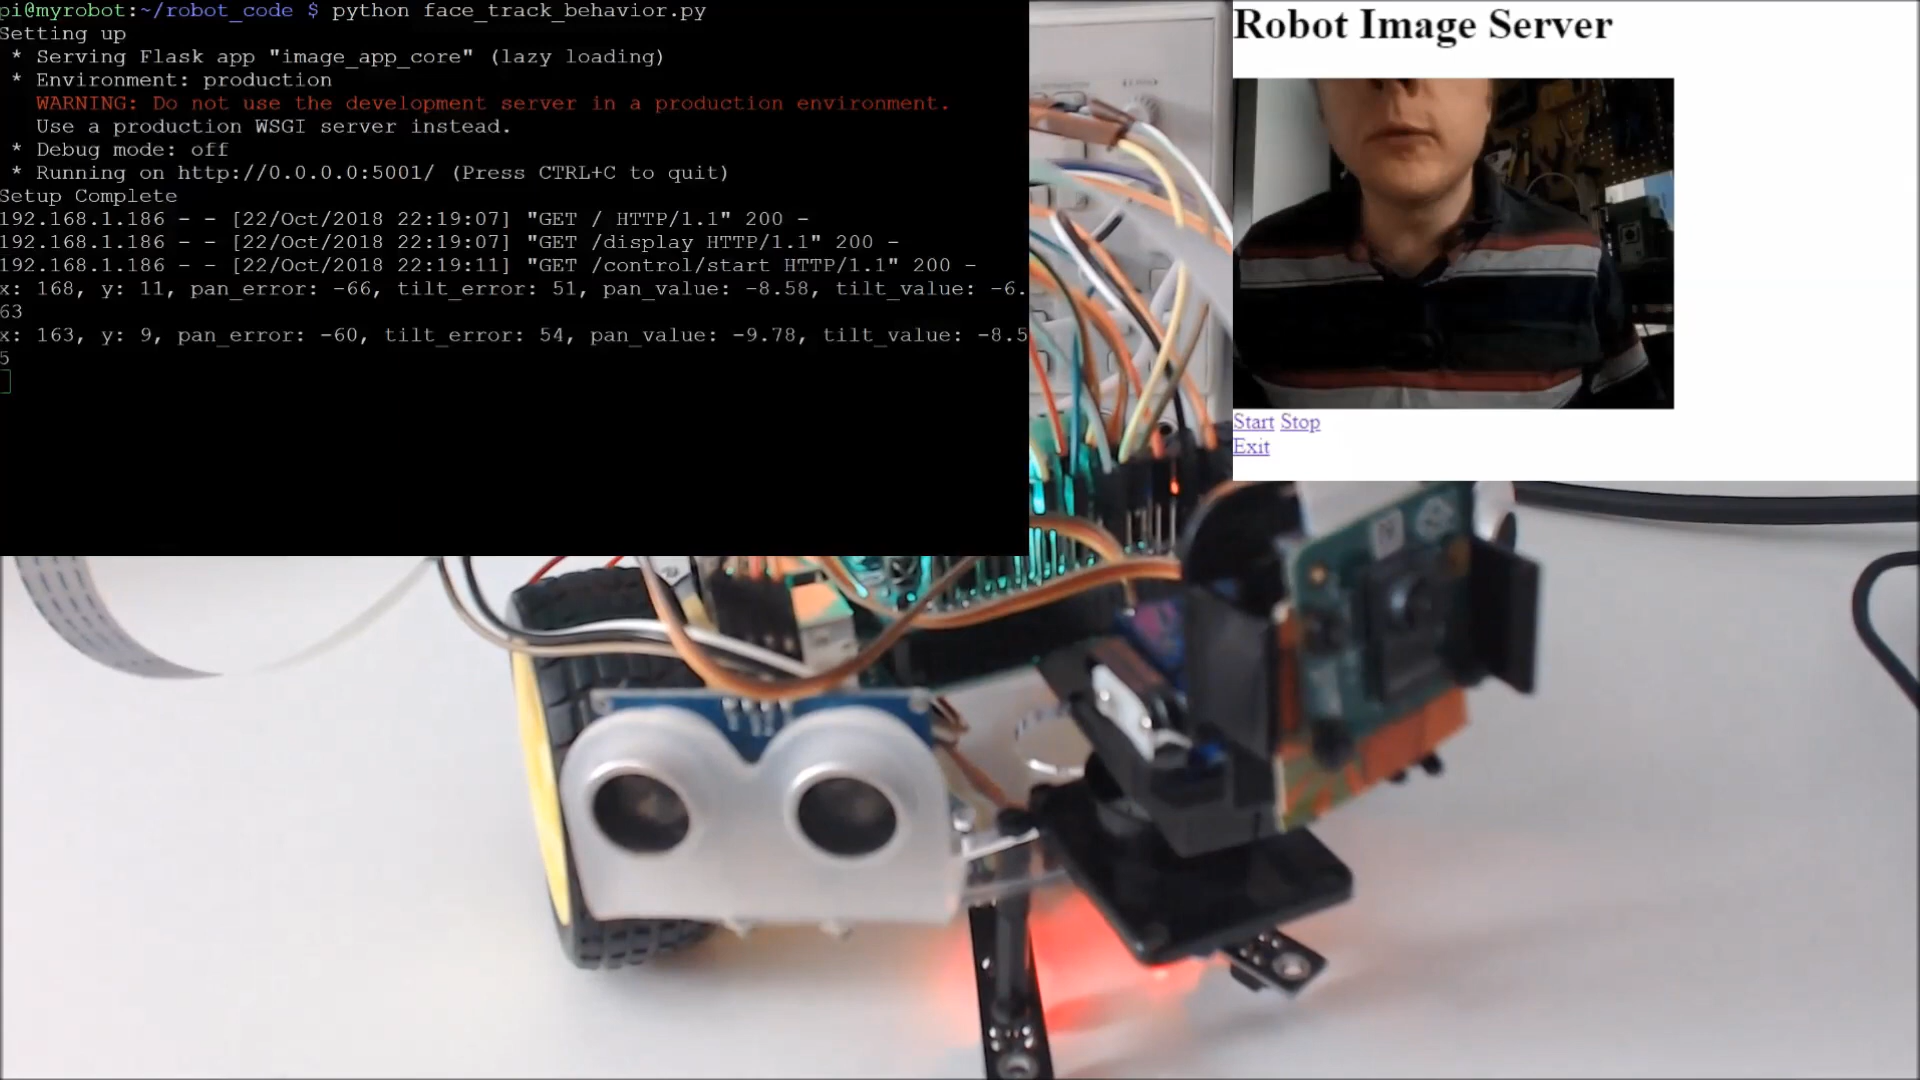 pi@myrobot:~/robot_code $ python face_track_behavior.py
Setting up
* Serving Flask app "image_app_core" (lazy loading)
* Environment: production
WARNING: Do not use the development server in a production environment.
Use a production WSGI server instead.
* Debug mode: off
* Running on http://0.0.0.0:5001/ (Press CTRL+C to quit)
Setup Complete
192.168.1.186 - - [22/Oct/2018 22:19:07] "GET / HTTP/1.1" 200 -
192.168.1.186 - - [22/Oct/2018 22:19:07] "GET /display HTTP/1.1" 200 -
192.168.1.186 - - [22/Oct/2018 22:19:11] "GET /control/start HTTP/1.1" 200 -
x: 168, y: 11, pan_error: -66, tilt_error: 51, pan_value: -8.58, tilt_value: -6.
63
x: 163, y: 9, pan_error: -60, tilt_error: 54, pan_value: -9.78, tilt_value: -8.5
5
Robot Image Server
Start Stop
Exit